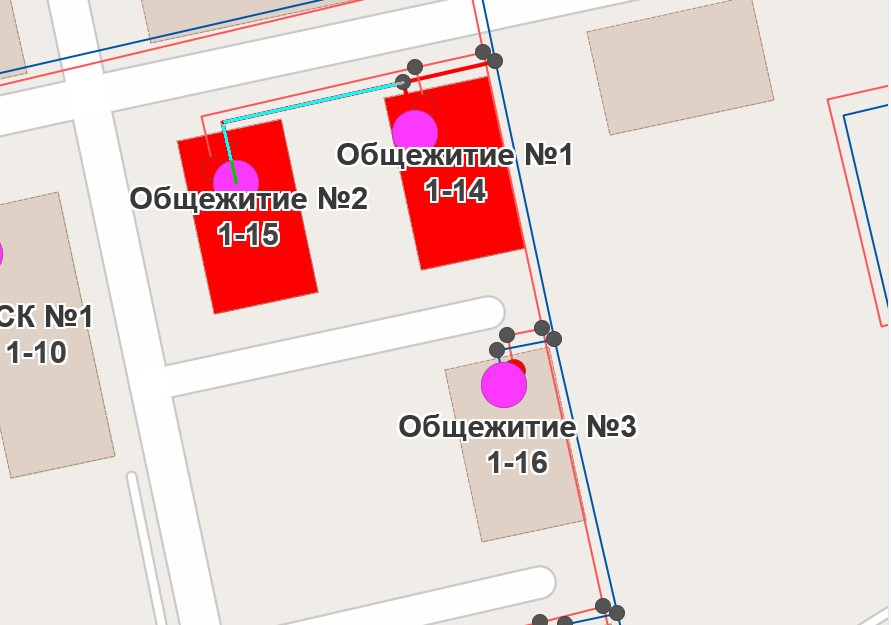 Общежитие №1
1-14
Общежитие №2
1-15
СК №1
1-10
Общежитие №3
1-16